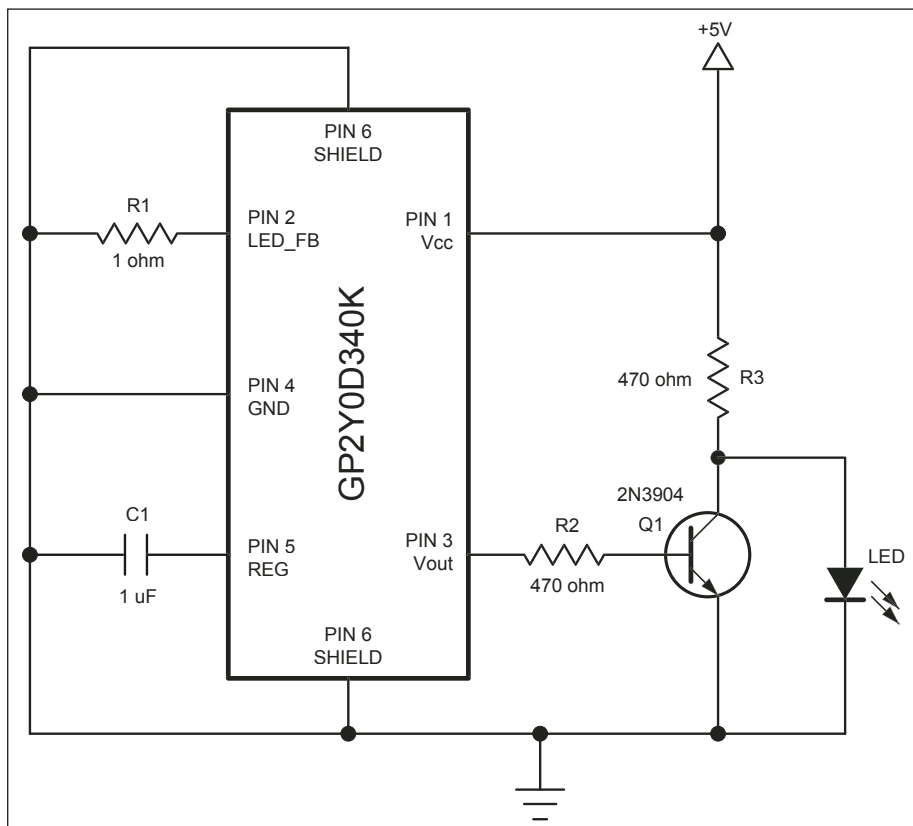 +5V
PIN 6
SHIELD
R1
1 ohm
PIN 2
LED_FB
PIN 1
Vcc
GP2Y0D340K
470 ohm
R3
PIN 4
GND
2N3904
Q1
C1
1 uF
PIN 5
REG
PIN 3
Vout
R2
470 ohm
LED
PIN 6
SHIELD